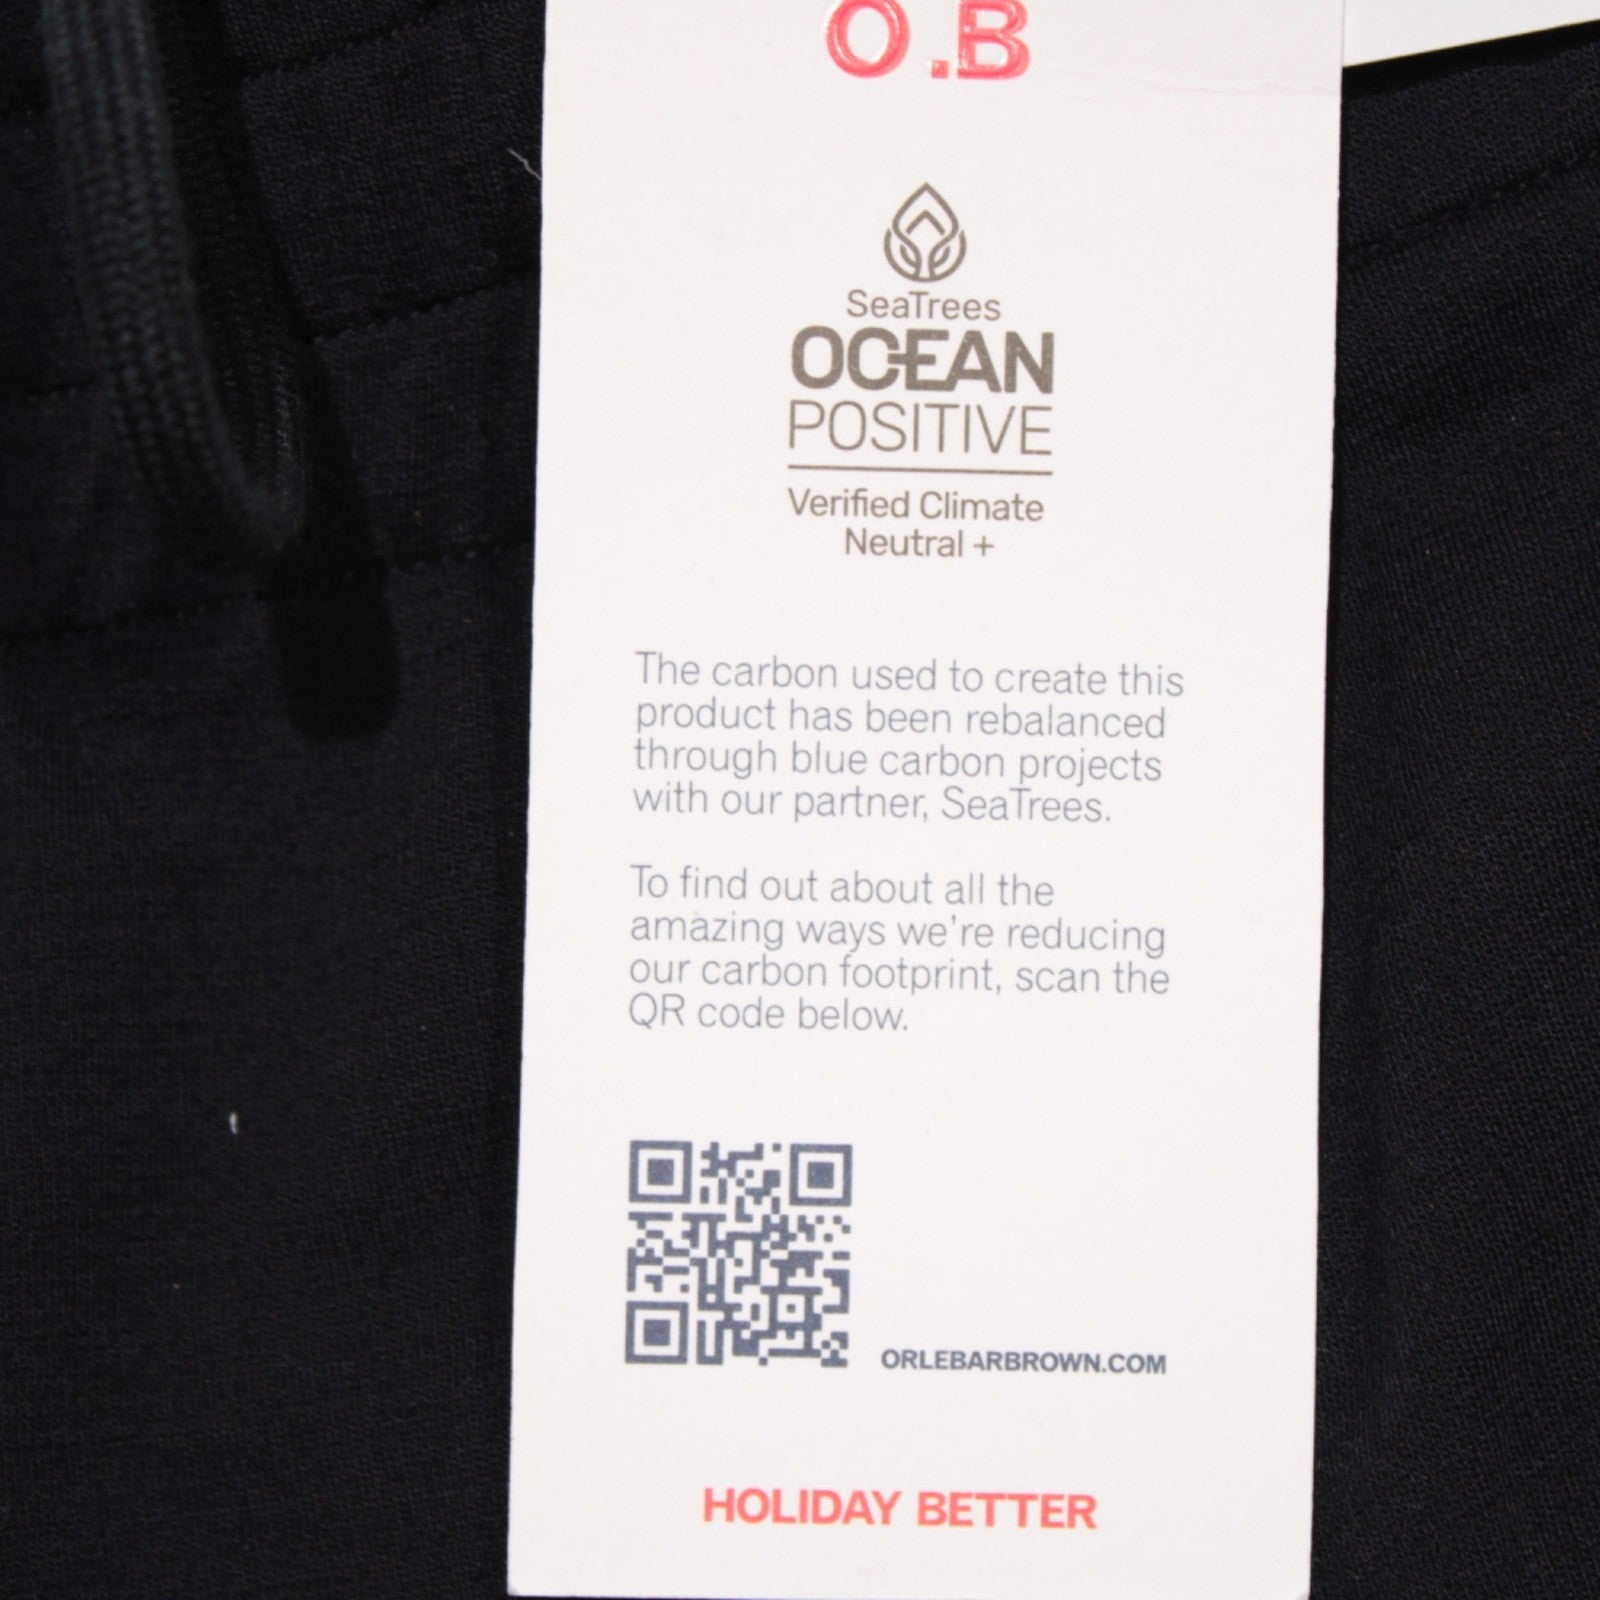 O.B
SeaTrees
OCEAN
POSITIVE
Verified Climate
Neutral +
The carbon used to create this
product has been rebalanced
through blue carbon projects
with our partner, SeaTrees.
To find out about all the
amazing ways we're reducing
our carbon footprint, scan the
QR code below.
ORLEBARBROWN.COM
HOLIDAY BETTER